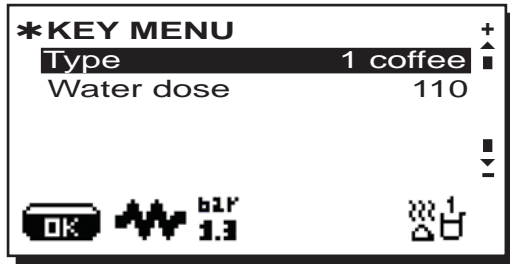 *KEY MENU +
Type 1 coffee
Water dose 110
-
OK bar 1
1.3